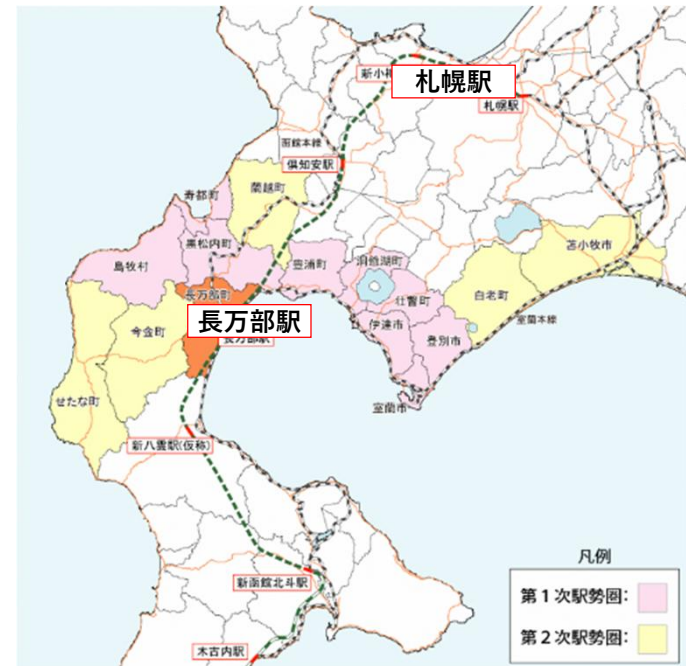 新小樽
札幌駅
札幌駅
函館本線
倶知安駅
蘭越町
寿都町
黒松内町
島牧村
豊浦町
洞爺湖町
苫小牧市
長万部町
壮瞥町
白老町
長万部駅
長万部駅
伊達市
室蘭本線
今金町
登別市
せたな町
室蘭市
新八雲駅(仮称)
凡例
新函館北斗駅
第1次駅勢圏:
第2次駅勢圏:
木古内駅